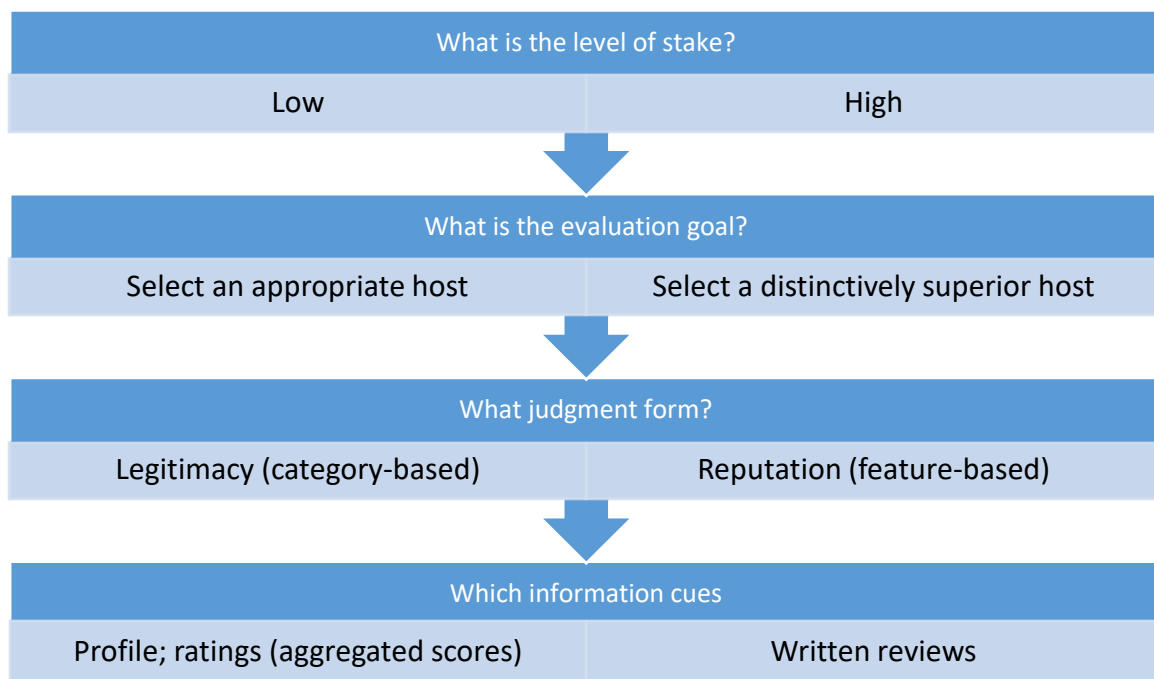 What is the level of stake?
Low
High
What is the evaluation goal?
Select an appropriate host
Select a distinctively superior host
What judgment form?
Legitimacy (category-based)
Reputation (feature-based)
Which information cues
Profile; ratings (aggregated scores)
Written reviews